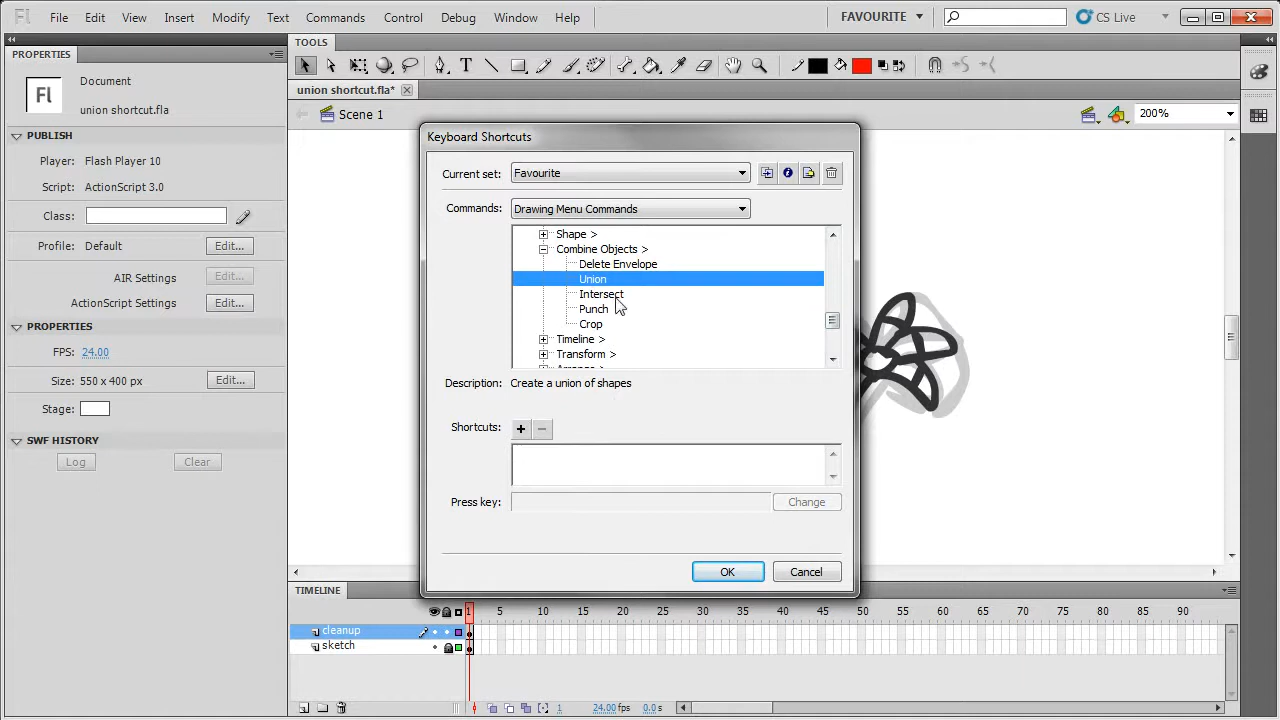 Fl File Edit View Insert Modify Text Commands Control Debug Window Help FAVOURITE CS Live
PROPERTIES
Fl
Document
union shortcut.fla
PUBLISH
Player: Flash Player 10
Script: ActionScript 3.0
Class:
Profile: Default Edit...
AIR Settings Edit...
ActionScript Settings Edit...
PROPERTIES
FPS: 24.00
Size: 550 x 400 px Edit...
Stage:
SWF HISTORY
Log Clear
TOOLS
T
union shortcut.fla*
Scene 1 200%
Keyboard Shortcuts
Current set: Favourite
Commands: Drawing Menu Commands
Shape >
Combine Objects >
Delete Envelope
Union
Intersect
Punch
Crop
Timeline >
Transform >
Description: Create a union of shapes
Shortcuts: + −
Press key: Change
OK Cancel
TIMELINE
1 5 10 15 20 25 30 35 40 45 50 55 60 65 70 75 80 85 90
cleanup
sketch
1 24.00 fps 0.0 s